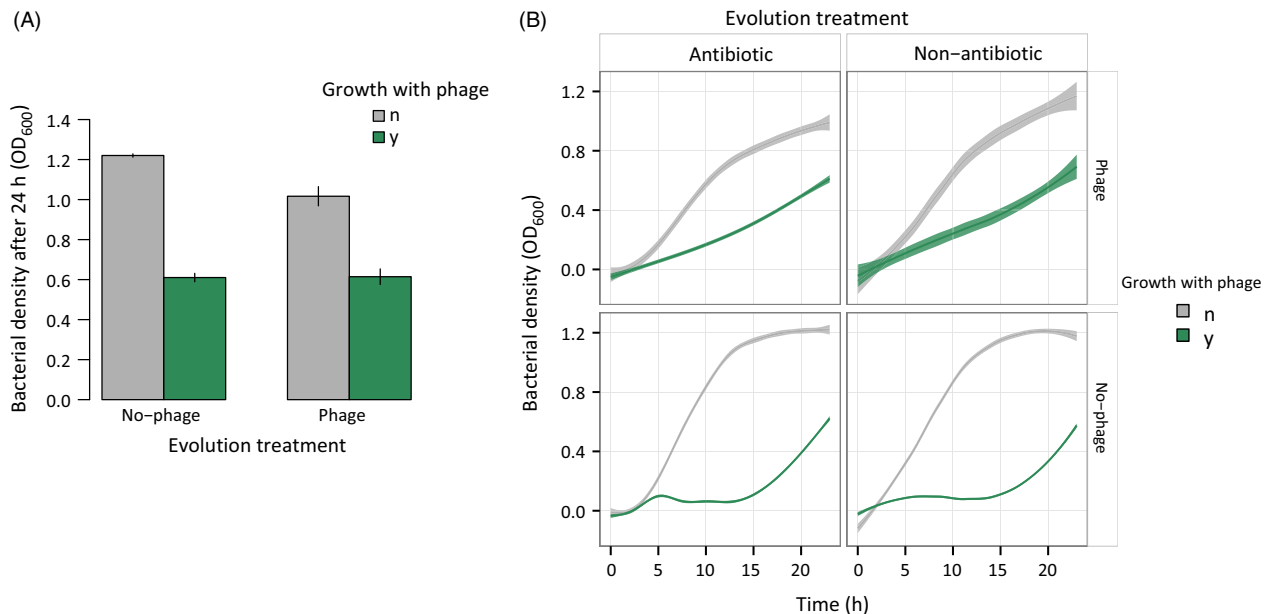 (A)
Growth with phage
n
y
Bacterial density after 24 h (OD600)
1.4
1.2
1.0
0.8
0.6
0.4
0.2
0.0
No−phage
Phage
Evolution treatment
(B)
Evolution treatment
Antibiotic
Non−antibiotic
Bacterial density (OD600)
1.2
0.8
0.4
0.0
Phage
1.2
0.8
0.4
0.0
No−phage
0 5 10 15 20
0 5 10 15 20
Time (h)
Growth with phage
n
y